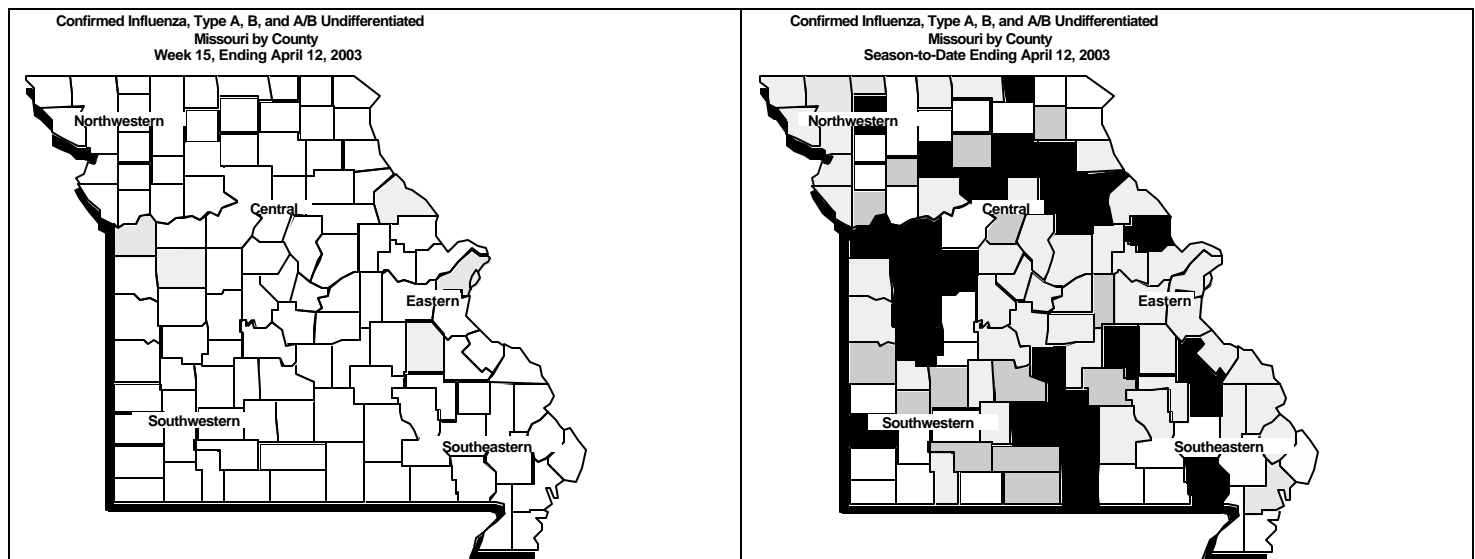 Confirmed Influenza, Type A, B, and A/B Undifferentiated
Missouri by County
Week 15, Ending April 12, 2003
Northwestern
Central
Eastern
Southwestern
Southeastern
Confirmed Influenza, Type A, B, and A/B Undifferentiated
Missouri by County
Season-to-Date Ending April 12, 2003
Northwestern
Central
Eastern
Southwestern
Southeastern